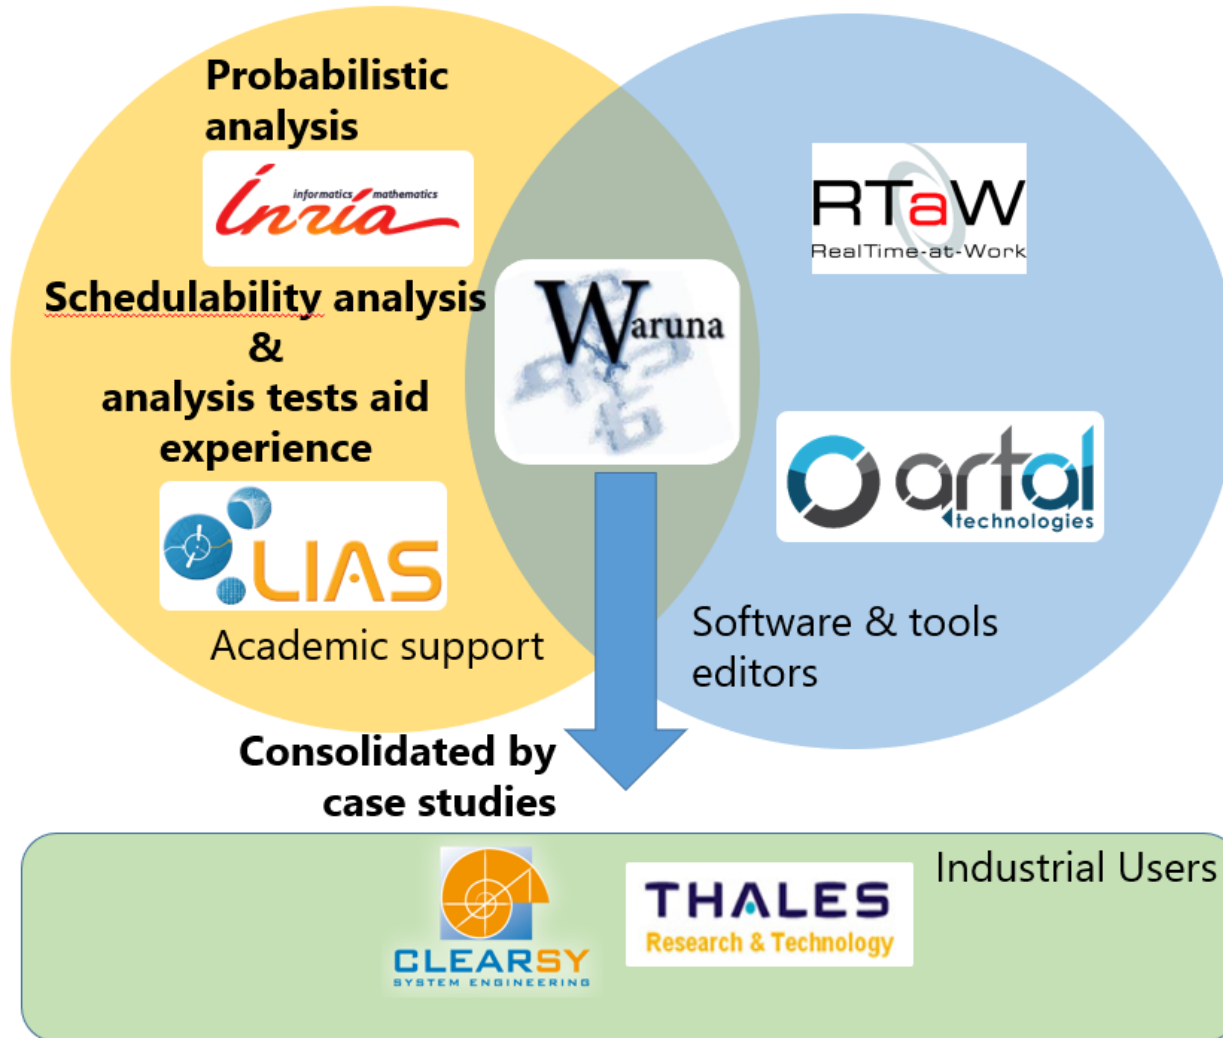 Probabilistic
analysis
informatics mathematics
Inria
Schedulability analysis
&
analysis tests aid
experience
LIAS
Academic support
Waruna
RTaW
RealTime-at-Work
artal
technologies
Software & tools
editors
Consolidated by
case studies
CLEARSY
SYSTEM ENGINEERING
THALES
Research & Technology
Industrial Users